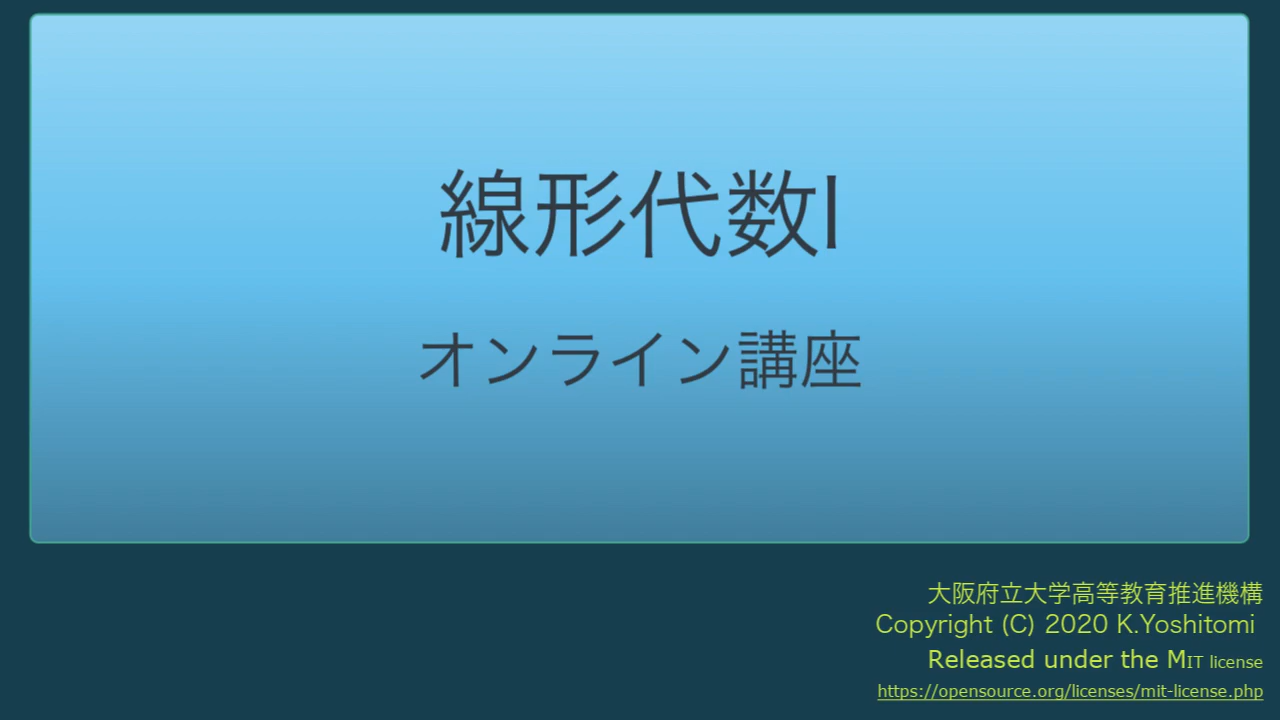 線形代数I
オンライン講座
大阪府立大学高等教育推進機構
Copyright (C) 2020 K.Yoshitomi
Released under the MIT license
https://opensource.org/licenses/mit-license.php